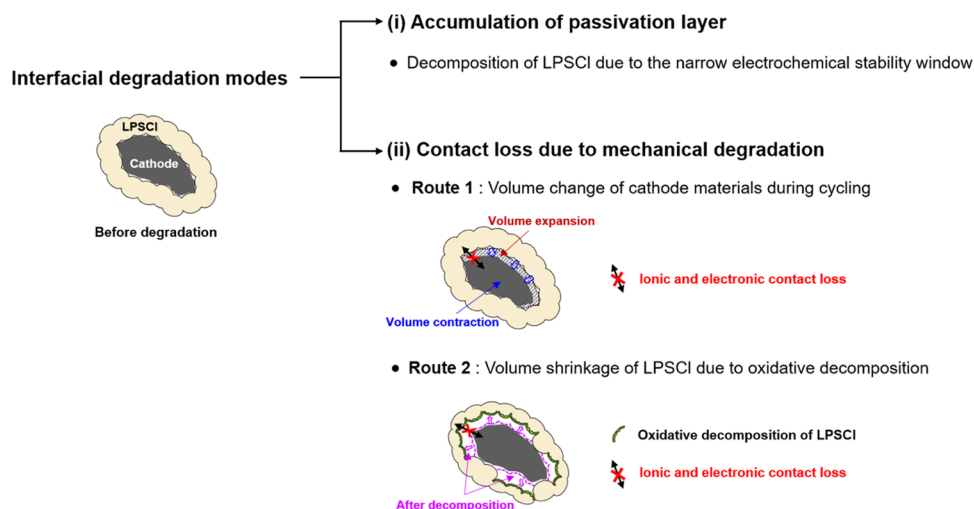 (i) Accumulation of passivation layer
Interfacial degradation modes
● Decomposition of LPSCl due to the narrow electrochemical stability window
LPSCl
Cathode
Before degradation
(ii) Contact loss due to mechanical degradation
● Route 1 : Volume change of cathode materials during cycling
Volume expansion
Ionic and electronic contact loss
Volume contraction
● Route 2 : Volume shrinkage of LPSCl due to oxidative decomposition
Oxidative decomposition of LPSCl
Ionic and electronic contact loss
After decomposition